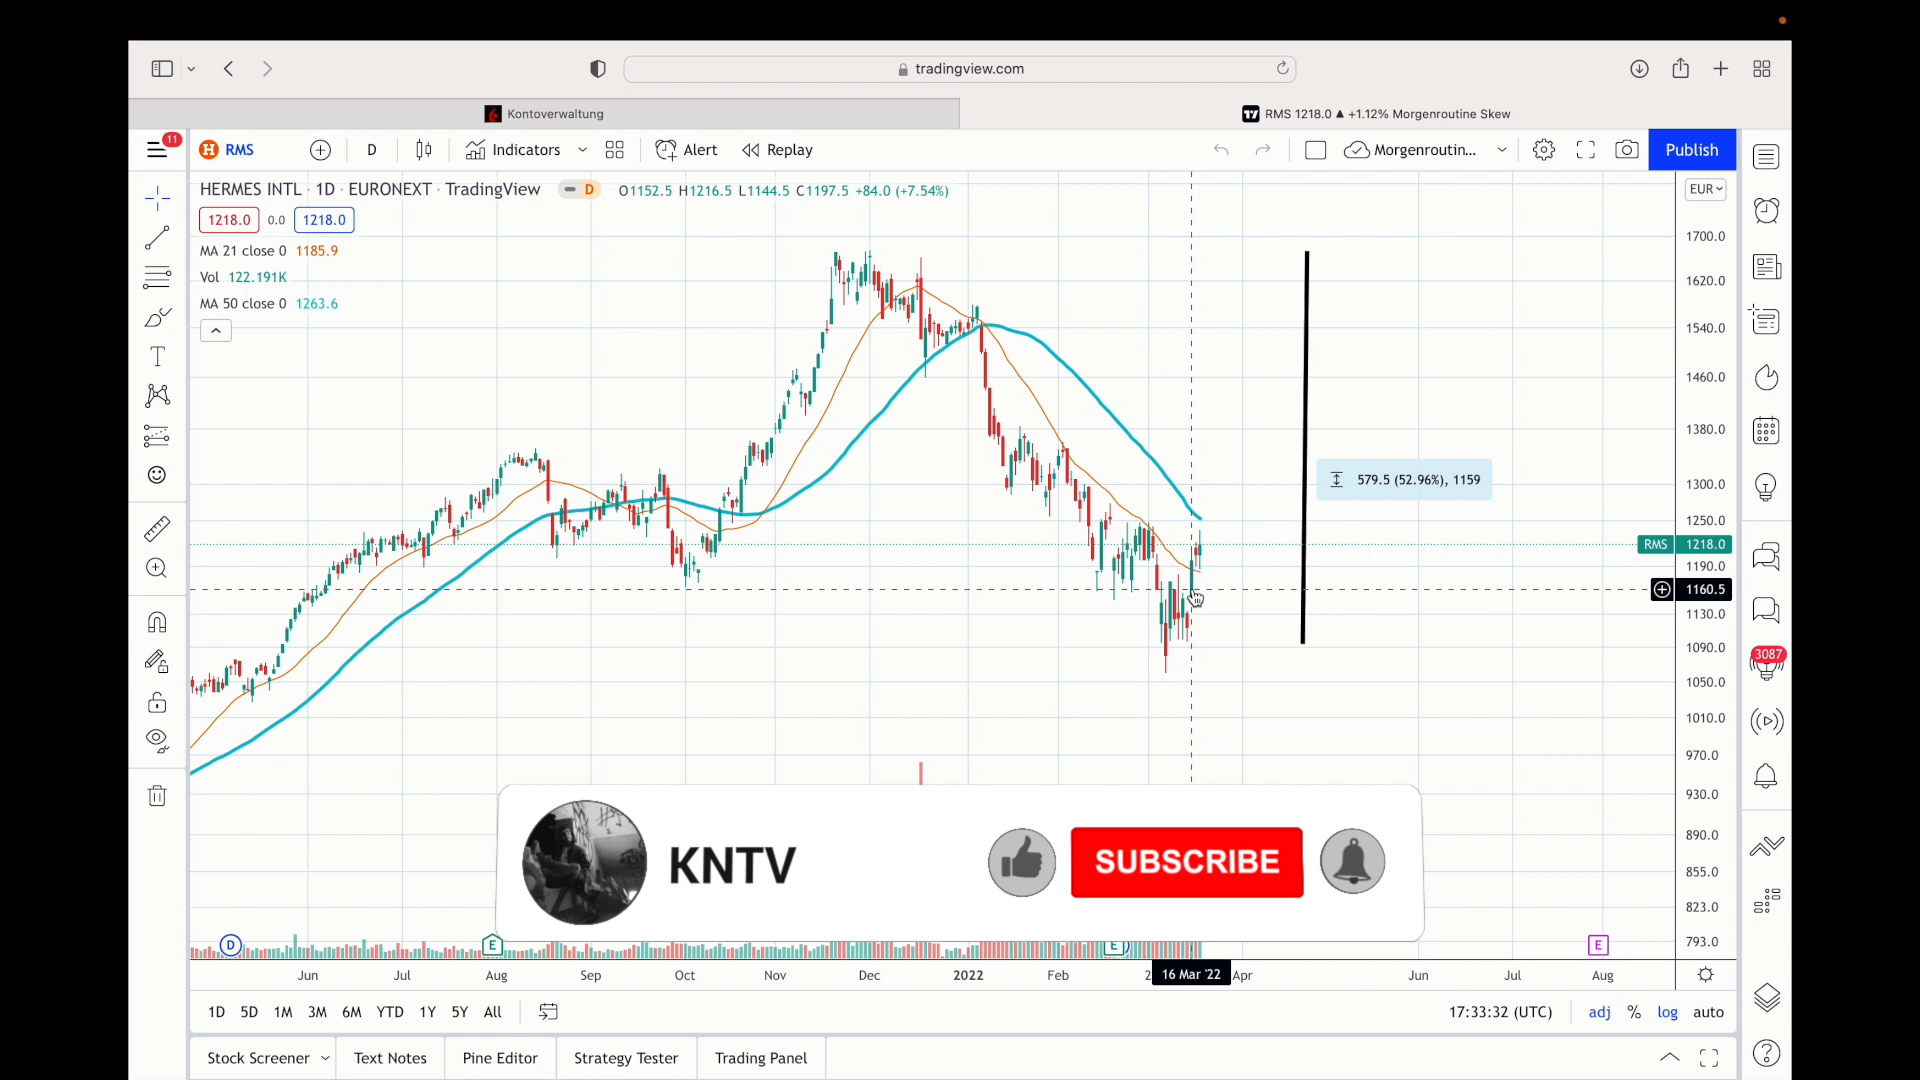 tradingview.com
Kontoverwaltung
RMS 1218.0 ▲ +1.12% Morgenroutine Skew
11
RMS
D
Indicators
Alert
Replay
Morgenroutin...
Publish
HERMES INTL · 1D · EURONEXT · TradingView
D
O1152.5 H1216.5 L1144.5 C1197.5 +84.0 (+7.54%)
EUR
1218.0
0.0
1218.0
MA 21 close 0 1185.9
Vol 122.191K
MA 50 close 0 1263.6
1700.0
1620.0
1540.0
1460.0
1380.0
1300.0
1250.0
RMS 1218.0
1190.0
1160.5
1130.0
1090.0
1050.0
1010.0
970.0
930.0
890.0
855.0
823.0
793.0
579.5 (52.96%), 1159
3087
KNTV
SUBSCRIBE
D
E
E
E
Jun
Jul
Aug
Sep
Oct
Nov
Dec
2022
Feb
16 Mar '22
Apr
Jun
Jul
Aug
1D
5D
1M
3M
6M
YTD
1Y
5Y
All
17:33:32 (UTC)
adj
%
log
auto
Stock Screener
Text Notes
Pine Editor
Strategy Tester
Trading Panel